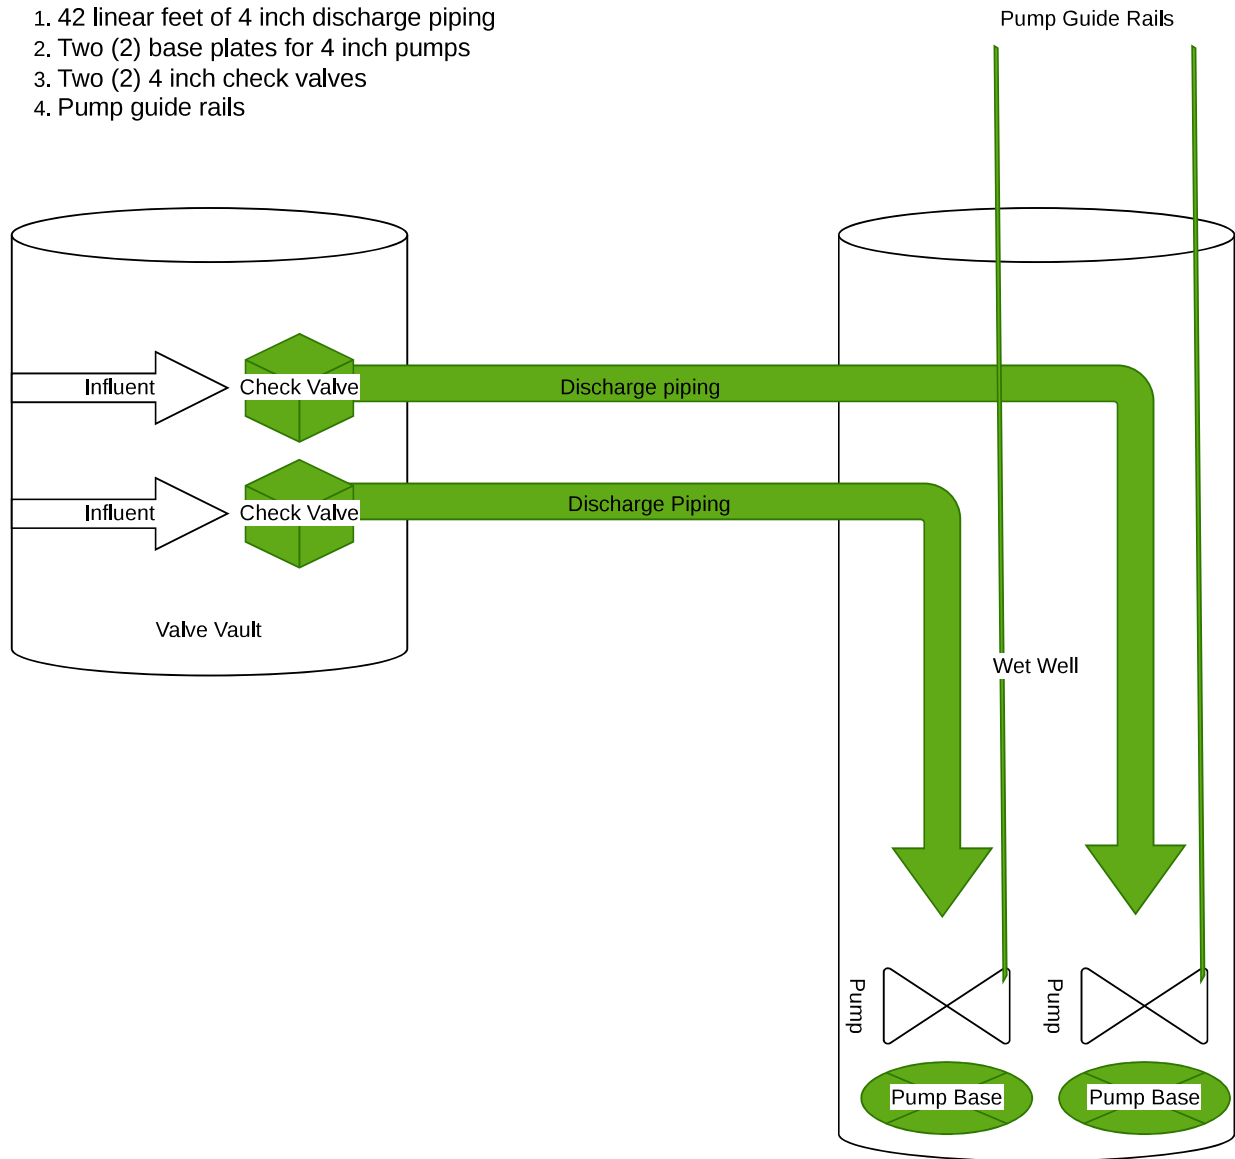 1. 42 linear feet of 4 inch discharge piping
2. Two (2) base plates for 4 inch pumps
3. Two (2) 4 inch check valves
4. Pump guide rails
Pump Guide Rails
Influent
Check Valve
Discharge piping
Influent
Check Valve
Discharge Piping
Valve Vault
Wet Well
Pump
Pump
Pump Base
Pump Base